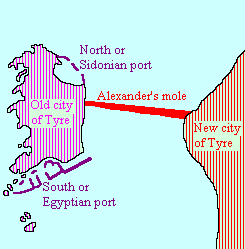 North or
Sidonian port
Alexander's mole
Old city
of Tyre
New city
of Tyre
South or
Egyptian port